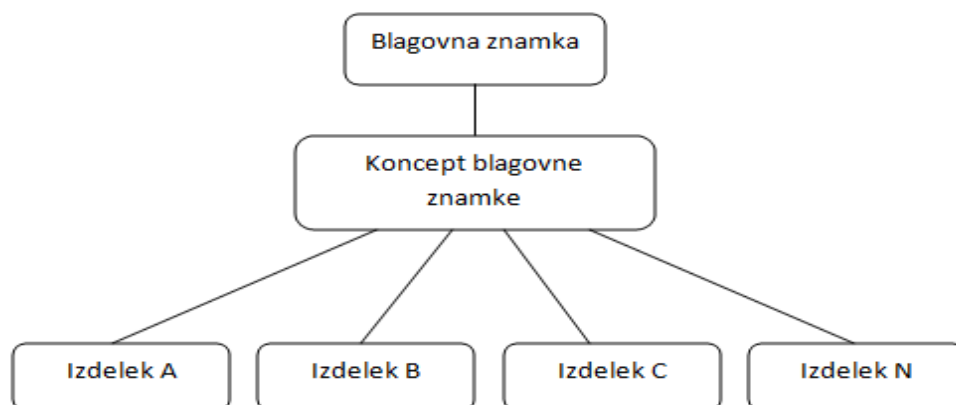 Blagovna znamka
Koncept blagovne
znamke
Izdelek A
Izdelek B
Izdelek C
Izdelek N